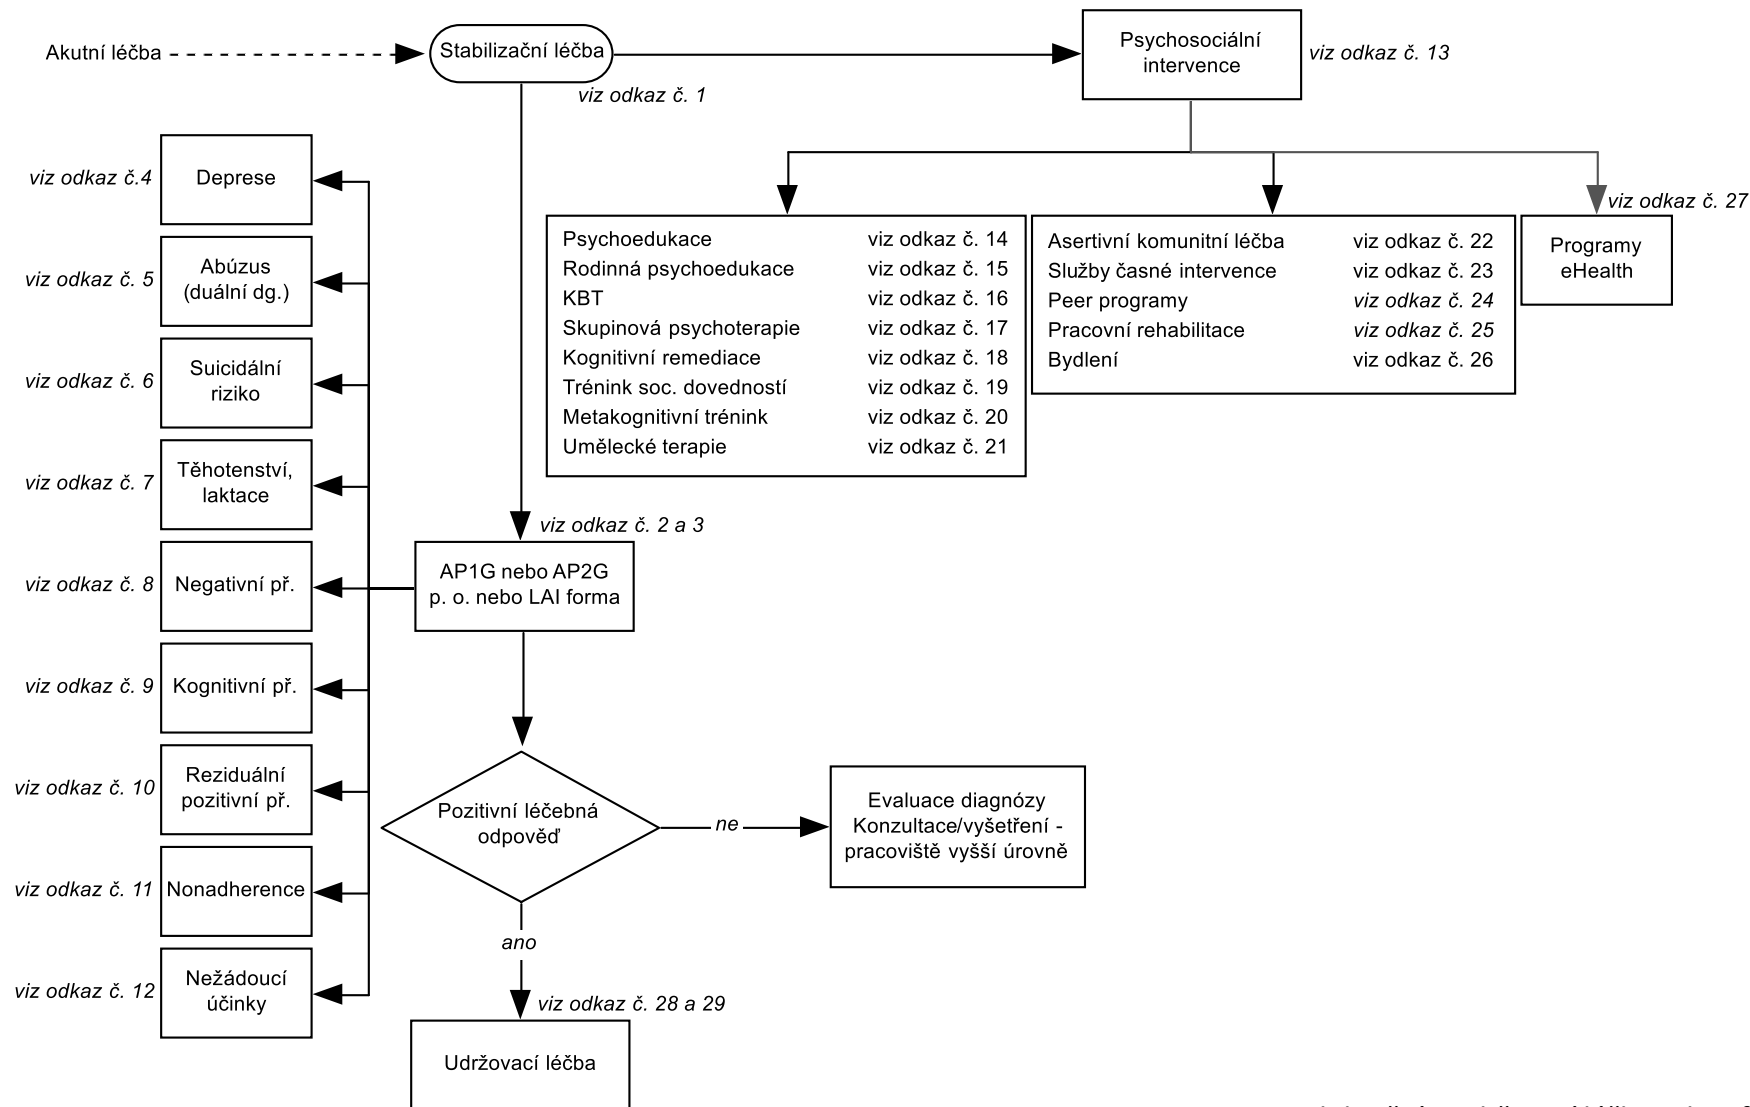 Akutní léčba
Stabilizační léčba
viz odkaz č. 1
Psychosociální
intervence
viz odkaz č. 13
viz odkaz č. 27
Psychoedukace viz odkaz č. 14
Rodinná psychoedukace viz odkaz č. 15
KBT viz odkaz č. 16
Skupinová psychoterapie viz odkaz č. 17
Kognitivní remediace viz odkaz č. 18
Trénink soc. dovedností viz odkaz č. 19
Metakognitivní trénink viz odkaz č. 20
Umělecké terapie viz odkaz č. 21
Asertivní komunitní léčba viz odkaz č. 22
Služby časné intervence viz odkaz č. 23
Peer programy viz odkaz č. 24
Pracovní rehabilitace viz odkaz č. 25
Bydlení viz odkaz č. 26
Programy
eHealth
viz odkaz č.4
Deprese
viz odkaz č. 5
Abúzus
(duální dg.)
viz odkaz č. 6
Suicidální
riziko
viz odkaz č. 7
Těhotenství,
laktace
viz odkaz č. 8
Negativní př.
viz odkaz č. 9
Kognitivní př.
viz odkaz č. 10
Reziduální
pozitivní př.
viz odkaz č. 11
Nonadherence
viz odkaz č. 12
Nežádoucí
účinky
viz odkaz č. 2 a 3
AP1G nebo AP2G
p. o. nebo LAI forma
Pozitivní léčebná
odpověď
ne
Evaluace diagnózy
Konzultace/vyšetření -
pracoviště vyšší úrovně
ano
viz odkaz č. 28 a 29
Udržovací léčba